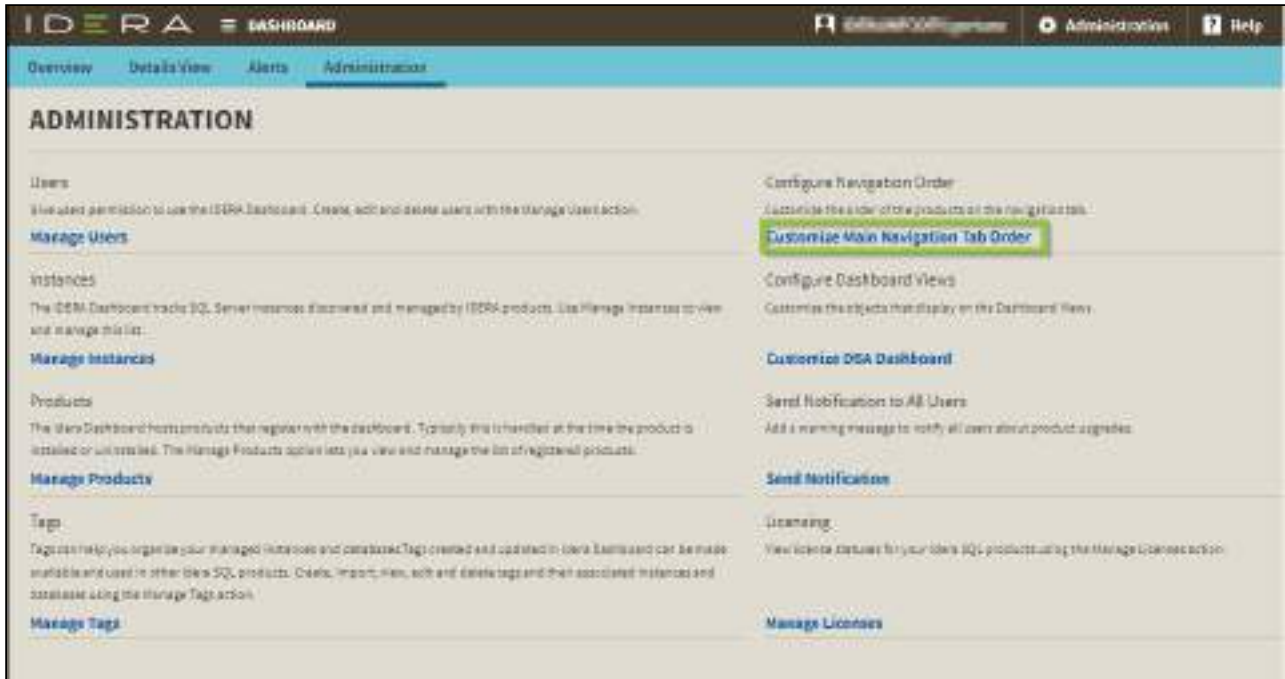 IDERA ≡ DASHBOARD Administration ? Help
Overview Details View Alerts Administration
ADMINISTRATION
Users
Give users permission to use the IDERA Dashboard. Create, edit and delete users with the Manage Users action.
Manage Users
Configure Navigation Order
Customize the order of the products on the navigation tab.
Customize Main Navigation Tab Order
Instances
The IDERA Dashboard tracks SQL Server instances discovered and managed by IDERA products. Use Manage Instances to view
and manage this list.
Manage Instances
Configure Dashboard Views
Customize the objects that display on the Dashboard Views
Customize DSA Dashboard
Products
The Idera Dashboard hosts products that register with the dashboard. Typically this is handled at the time the product is
installed or uninstalled. The Manage Products option lets you view and manage the list of registered products.
Manage Products
Send Notification to All Users
Add a warning message to notify all users about product upgrades.
Send Notification
Tags
Tags can help you organize your managed instances and databases.Tags created and updated in Idera Dashboard can be made
available and used in other Idera SQL products. Create, import, view, edit and delete tags and their associated instances and
databases using the Manage Tags action.
Manage Tags
Licensing
View license statuses for your Idera SQL products using the Manage Licenses action.
Manage Licenses